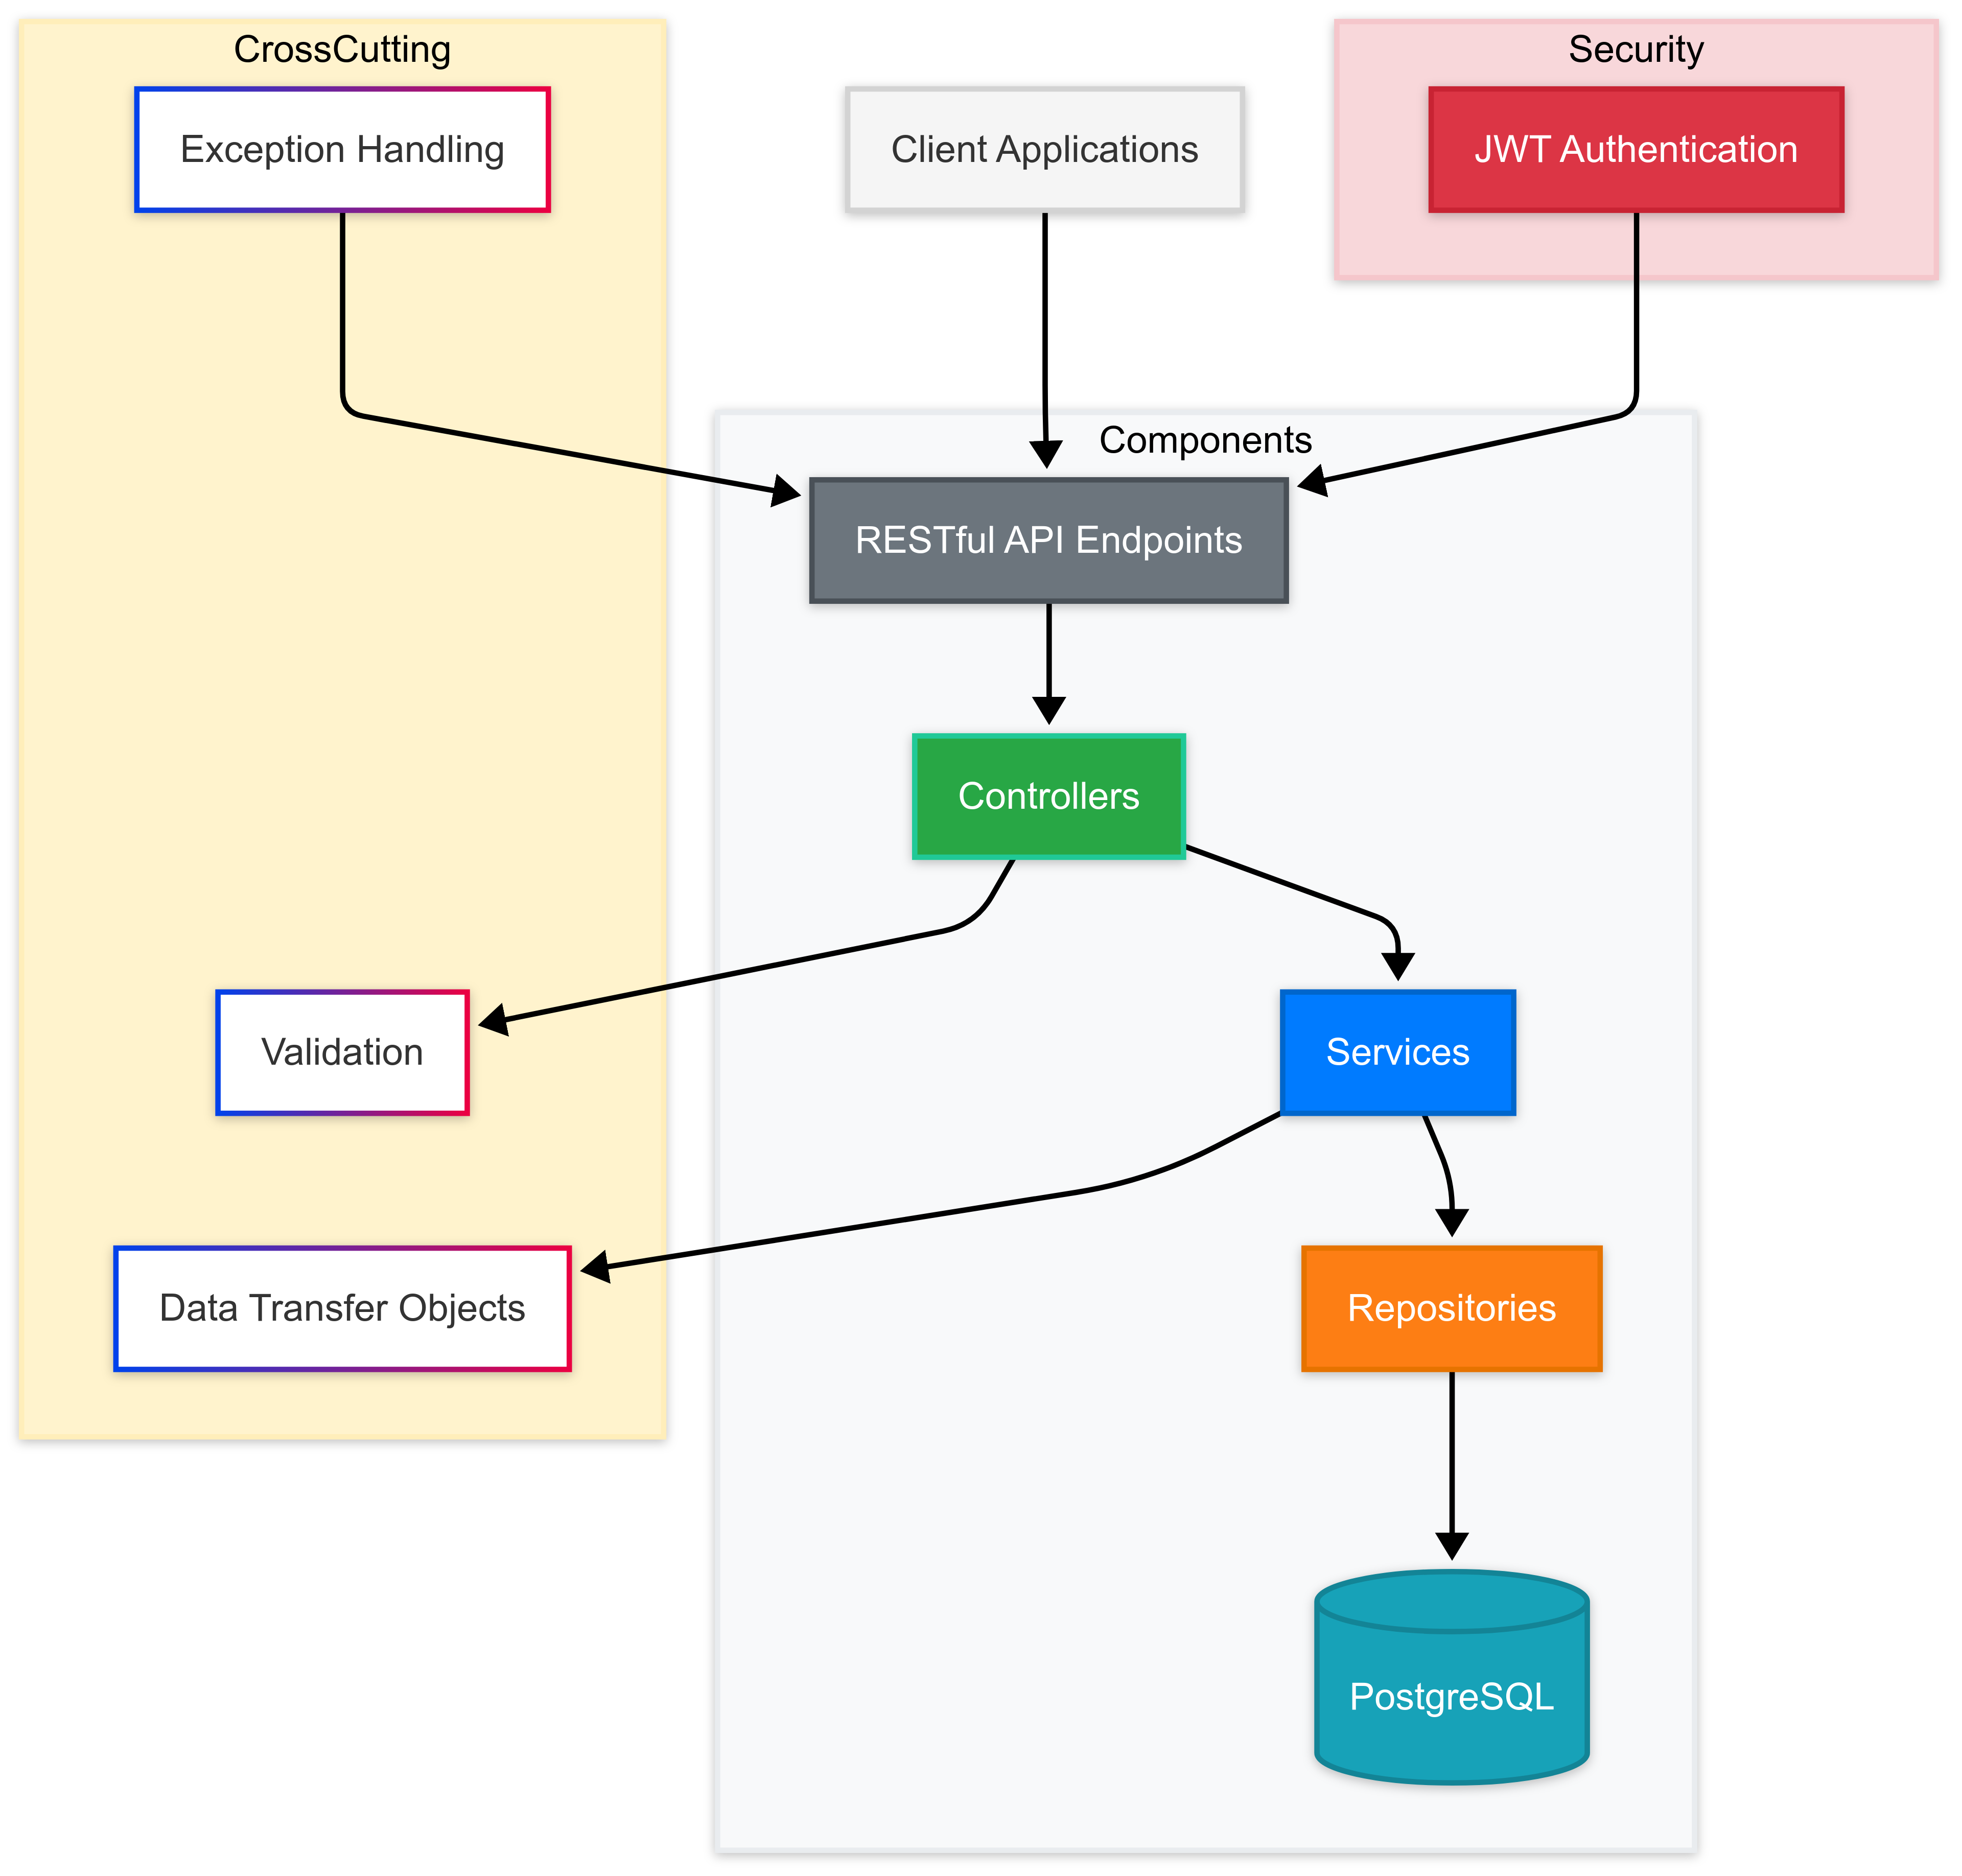 CrossCutting
Security
Exception Handling
Client Applications
JWT Authentication
Components
RESTful API Endpoints
Controllers
Validation
Services
Data Transfer Objects
Repositories
PostgreSQL